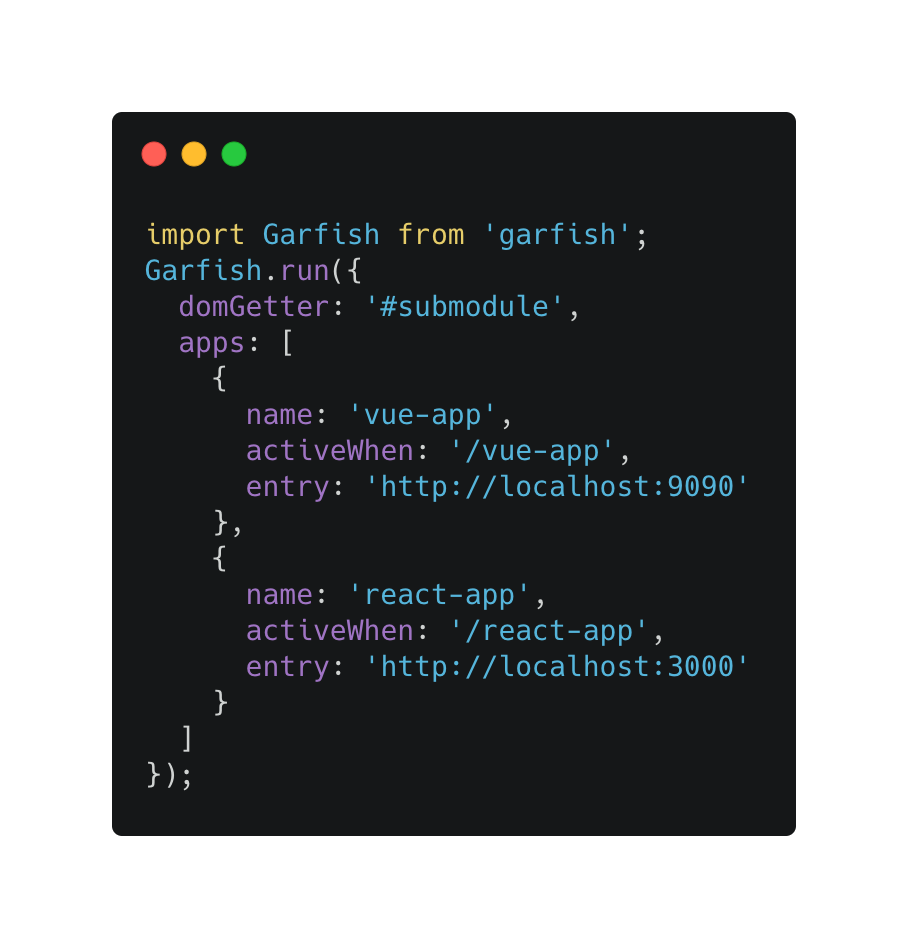 import Garfish from 'garfish';
Garfish.run({
  domGetter: '#submodule',
  apps: [
    {
      name: 'vue-app',
      activeWhen: '/vue-app',
      entry: 'http://localhost:9090'
    },
    {
      name: 'react-app',
      activeWhen: '/react-app',
      entry: 'http://localhost:3000'
    }
  ]
});